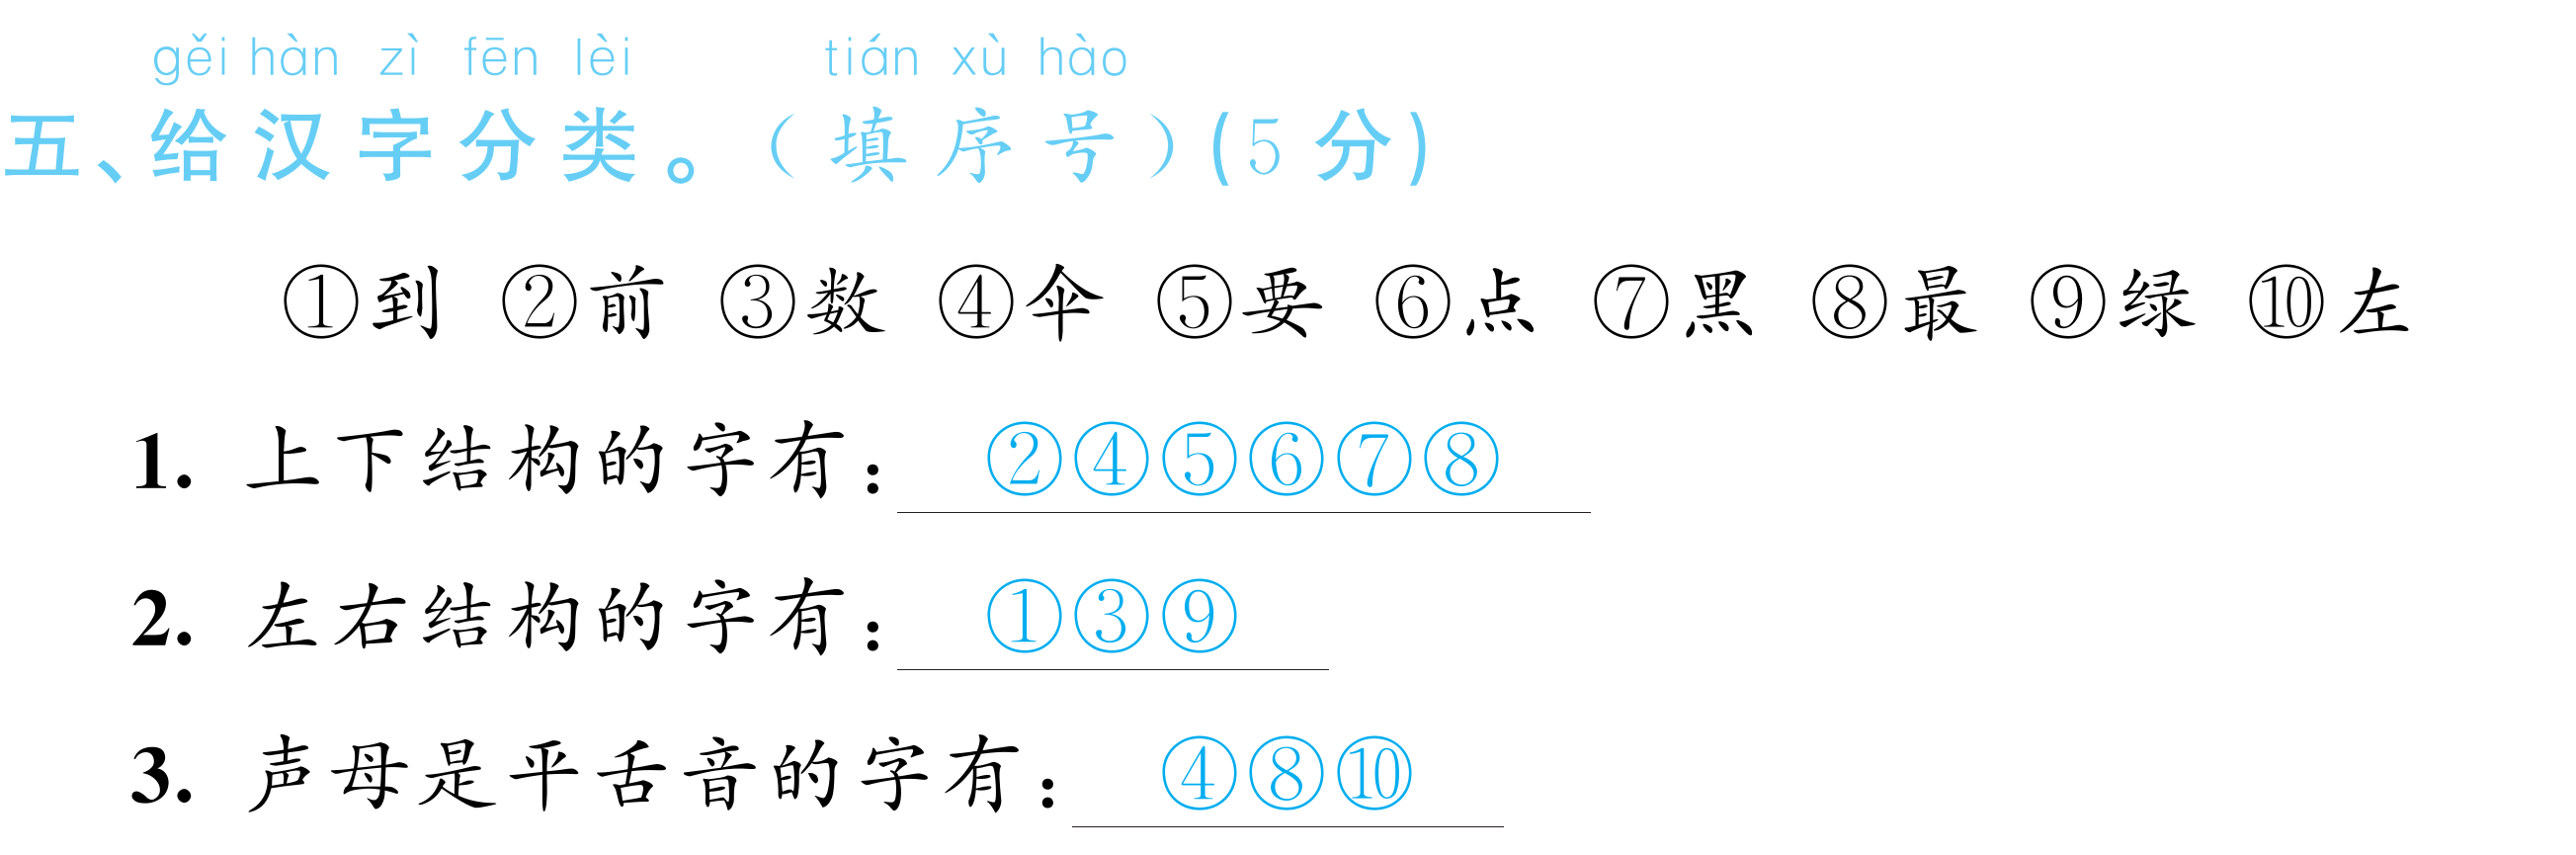 gěi hàn zì fēn lèi tián xù hào
五、给汉字分类。（填序号）(5分)
①到 ②前 ③数 ④伞 ⑤要 ⑥点 ⑦黑 ⑧最 ⑨绿 ⑩左
1. 上下结构的字有：②④⑤⑥⑦⑧
2. 左右结构的字有：①③⑨
3. 声母是平舌音的字有：④⑧⑩